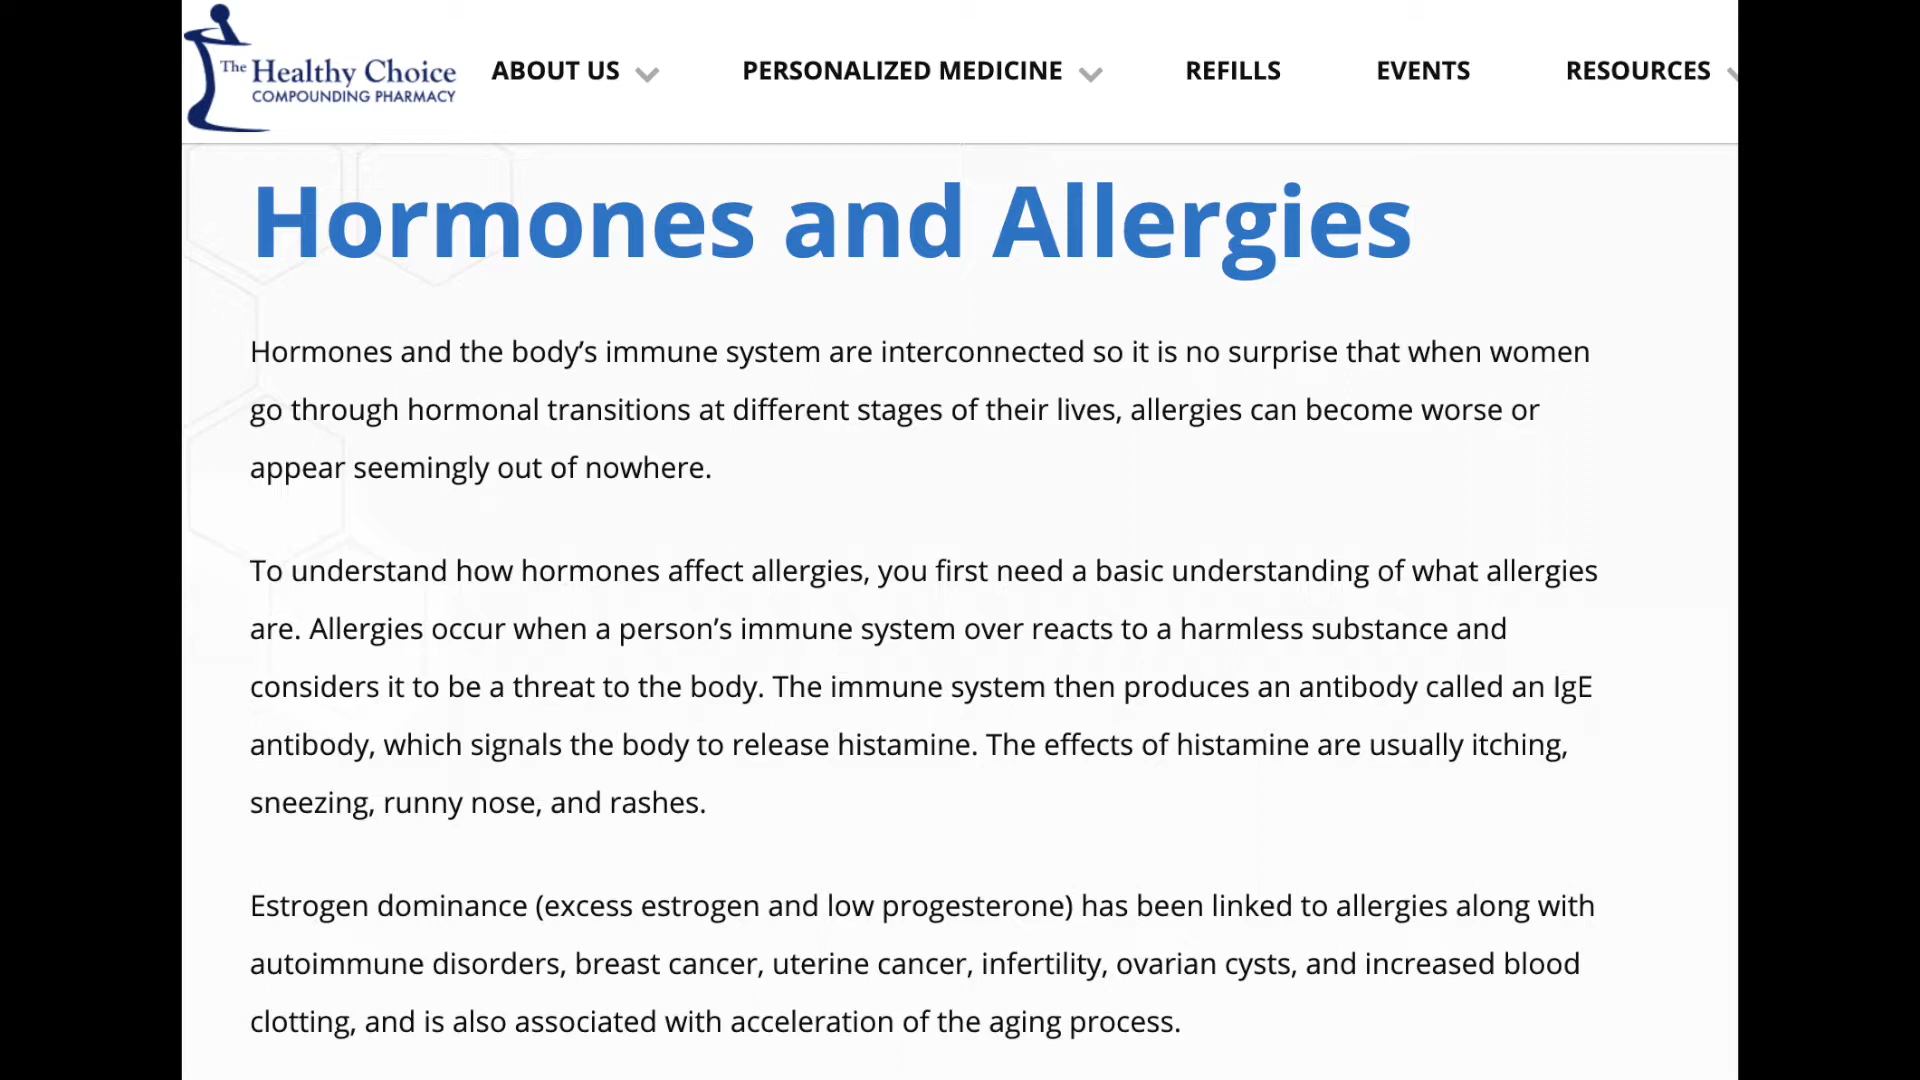 The Healthy Choice
COMPOUNDING PHARMACY
ABOUT US
PERSONALIZED MEDICINE
REFILLS
EVENTS
RESOURCES
Hormones and Allergies
Hormones and the body’s immune system are interconnected so it is no surprise that when women
go through hormonal transitions at different stages of their lives, allergies can become worse or
appear seemingly out of nowhere.
To understand how hormones affect allergies, you first need a basic understanding of what allergies
are. Allergies occur when a person’s immune system over reacts to a harmless substance and
considers it to be a threat to the body. The immune system then produces an antibody called an IgE
antibody, which signals the body to release histamine. The effects of histamine are usually itching,
sneezing, runny nose, and rashes.
Estrogen dominance (excess estrogen and low progesterone) has been linked to allergies along with
autoimmune disorders, breast cancer, uterine cancer, infertility, ovarian cysts, and increased blood
clotting, and is also associated with acceleration of the aging process.